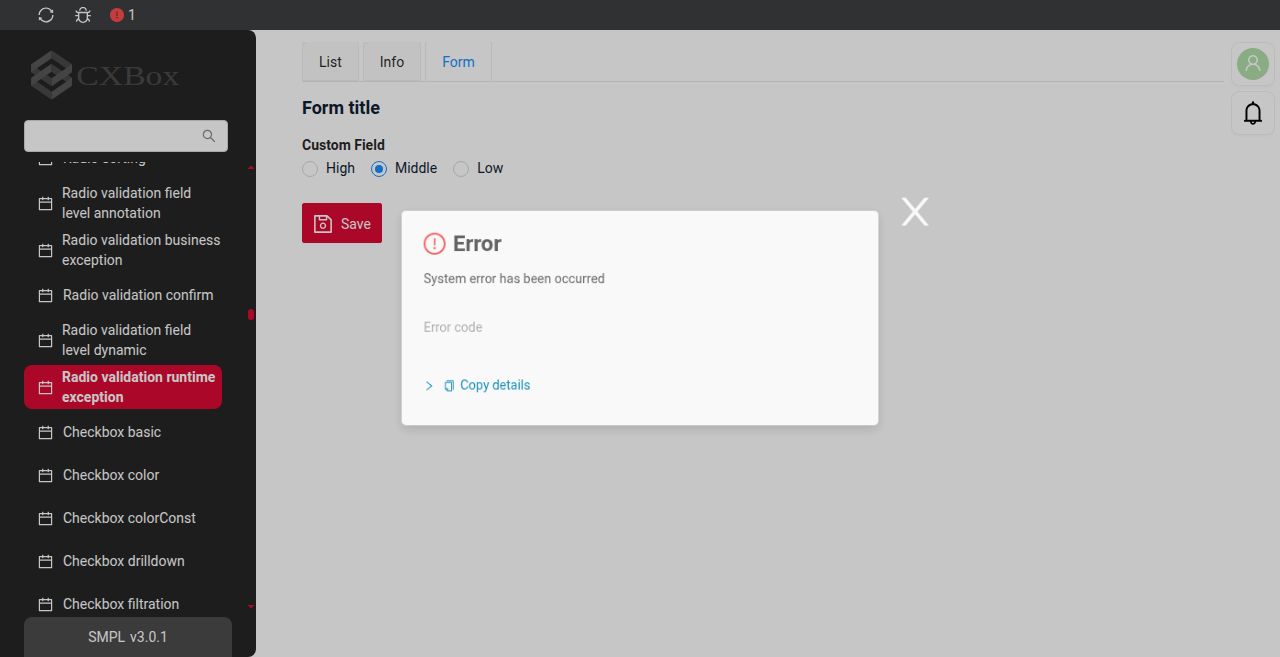 1
CXBox
Radio sorting
Radio validation field
level annotation
Radio validation business
exception
Radio validation confirm
Radio validation field
level dynamic
Radio validation runtime
exception
Checkbox basic
Checkbox color
Checkbox colorConst
Checkbox drilldown
Checkbox filtration
SMPL v3.0.1
List Info Form
Form title
Custom Field
High Middle Low
Save
Error
System error has been occurred
Error code
Copy details